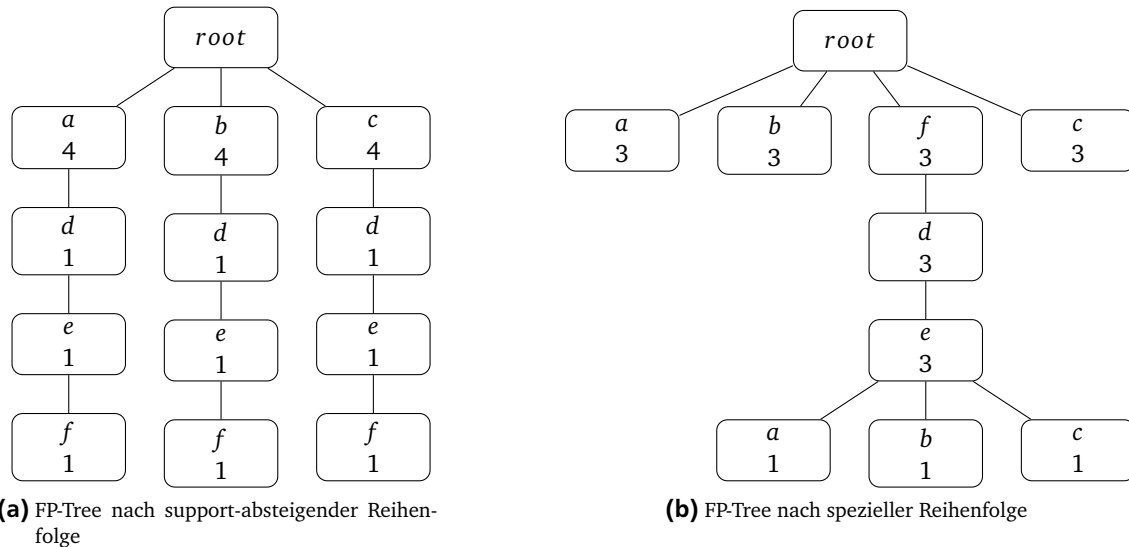 root
a
4
b
4
c
4
d
1
d
1
d
1
e
1
e
1
e
1
f
1
f
1
f
1
(a) FP-Tree nach support-absteigender Reihen-
folge
root
a
3
b
3
f
3
c
3
d
3
e
3
a
1
b
1
c
1
(b) FP-Tree nach spezieller Reihenfolge